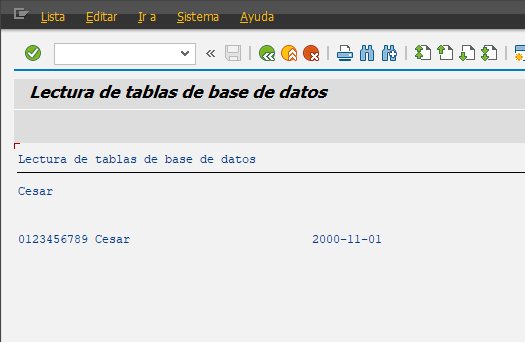 Lista Editar Ir a Sistema Ayuda
Lectura de tablas de base de datos
Lectura de tablas de base de datos
Cesar
0123456789 Cesar 2000-11-01